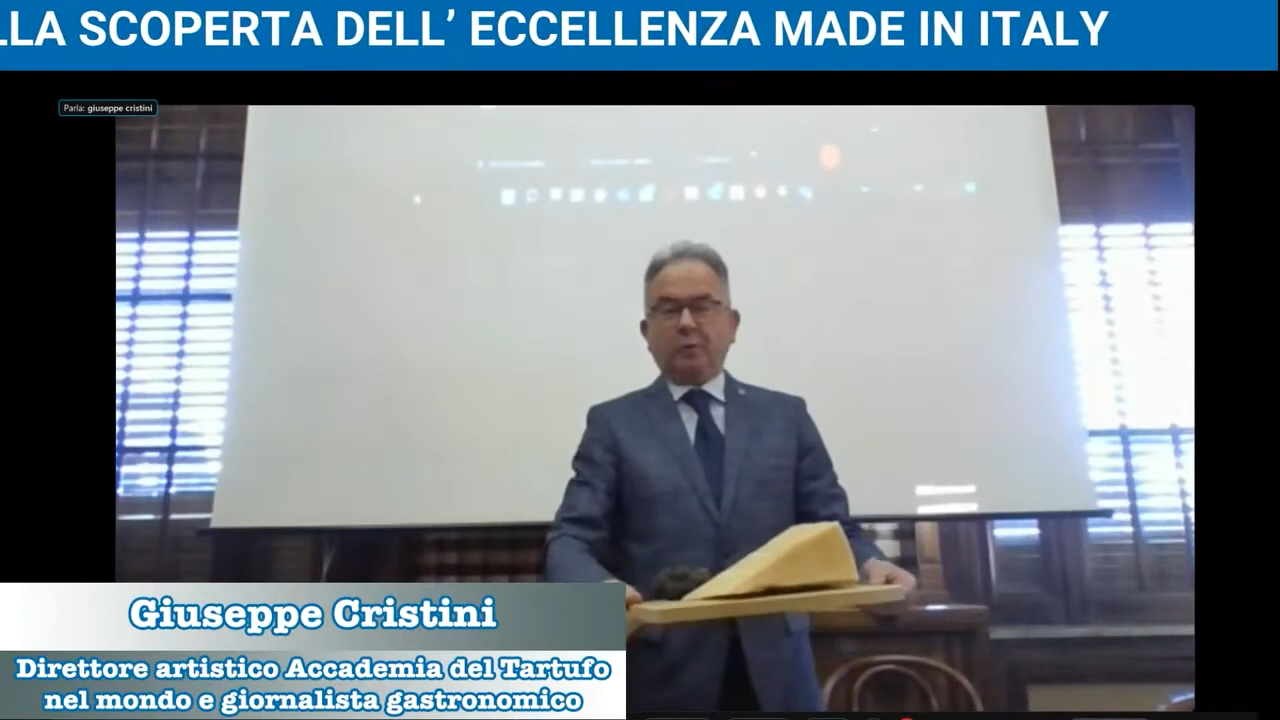 LLA SCOPERTA DELL’ ECCELLENZA MADE IN ITALY
Parla: giuseppe cristini
Giuseppe Cristini
Direttore artistico Accademia del Tartufo
nel mondo e giornalista gastronomico